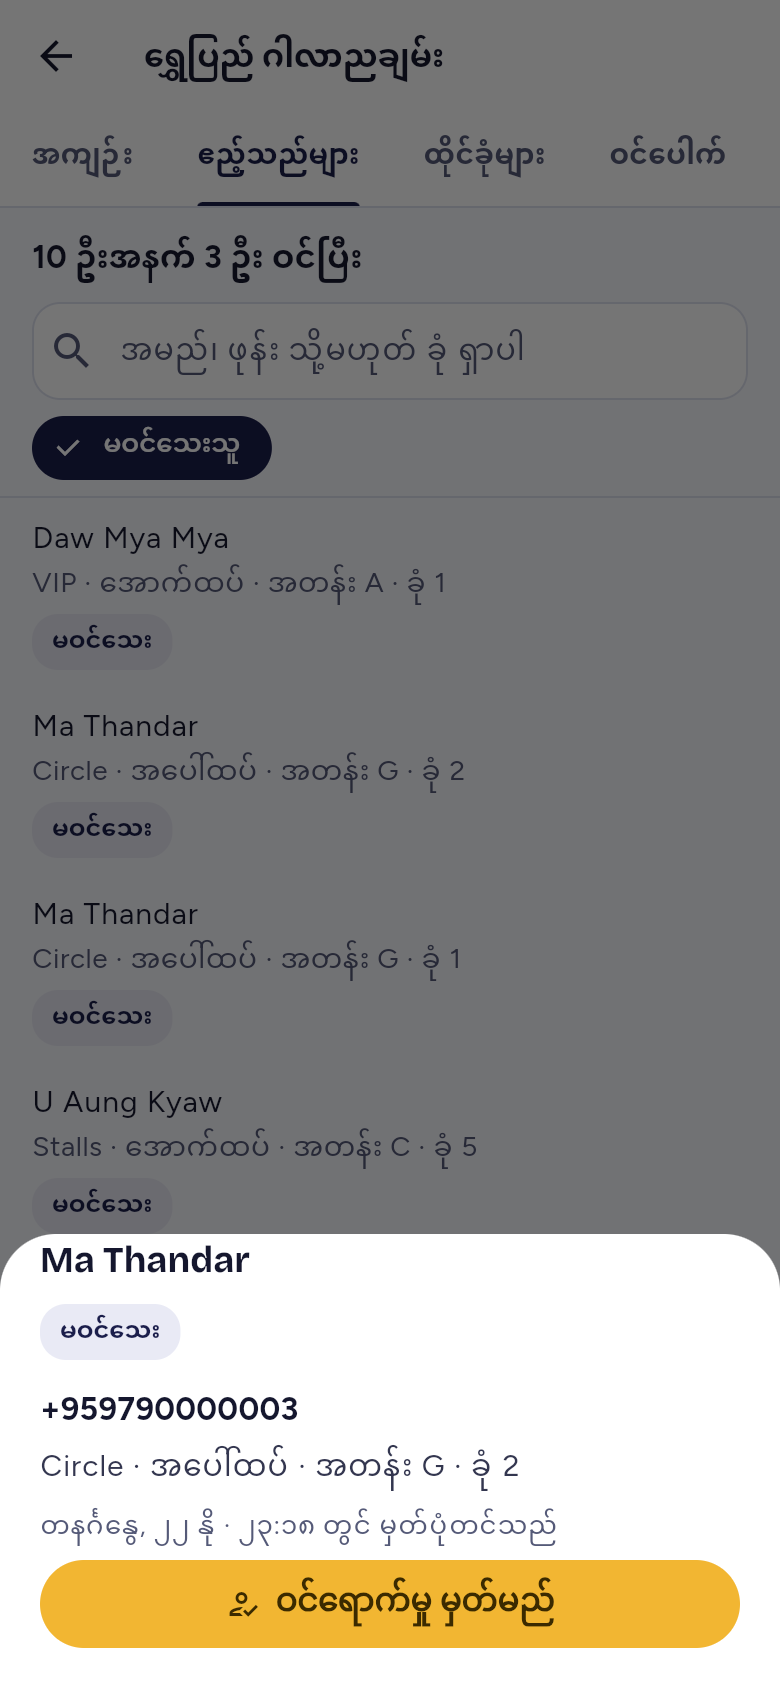 ရွှေပြည် ဂါလာညချမ်း
အကျဉ်း ဧည့်သည်များ ထိုင်ခုံများ ဝင်ပေါက်
10 ဦးအနက် 3 ဦး ဝင်ပြီး
အမည်၊ ဖုန်း သို့မဟုတ် ခုံ ရှာပါ
မဝင်သေးသူ
Daw Mya Mya
VIP · အောက်ထပ် · အတန်း A · ခုံ 1
မဝင်သေး
Ma Thandar
Circle · အပေါ်ထပ် · အတန်း G · ခုံ 2
မဝင်သေး
Ma Thandar
Circle · အပေါ်ထပ် · အတန်း G · ခုံ 1
မဝင်သေး
U Aung Kyaw
Stalls · အောက်ထပ် · အတန်း C · ခုံ 5
မဝင်သေး
Ma Thandar
မဝင်သေး
+959790000003
Circle · အပေါ်ထပ် · အတန်း G · ခုံ 2
တနင်္ဂနွေ, ၂၂ နို · ၂၃:၁၈ တွင် မှတ်ပုံတင်သည်
ဝင်ရောက်မှု မှတ်မည်